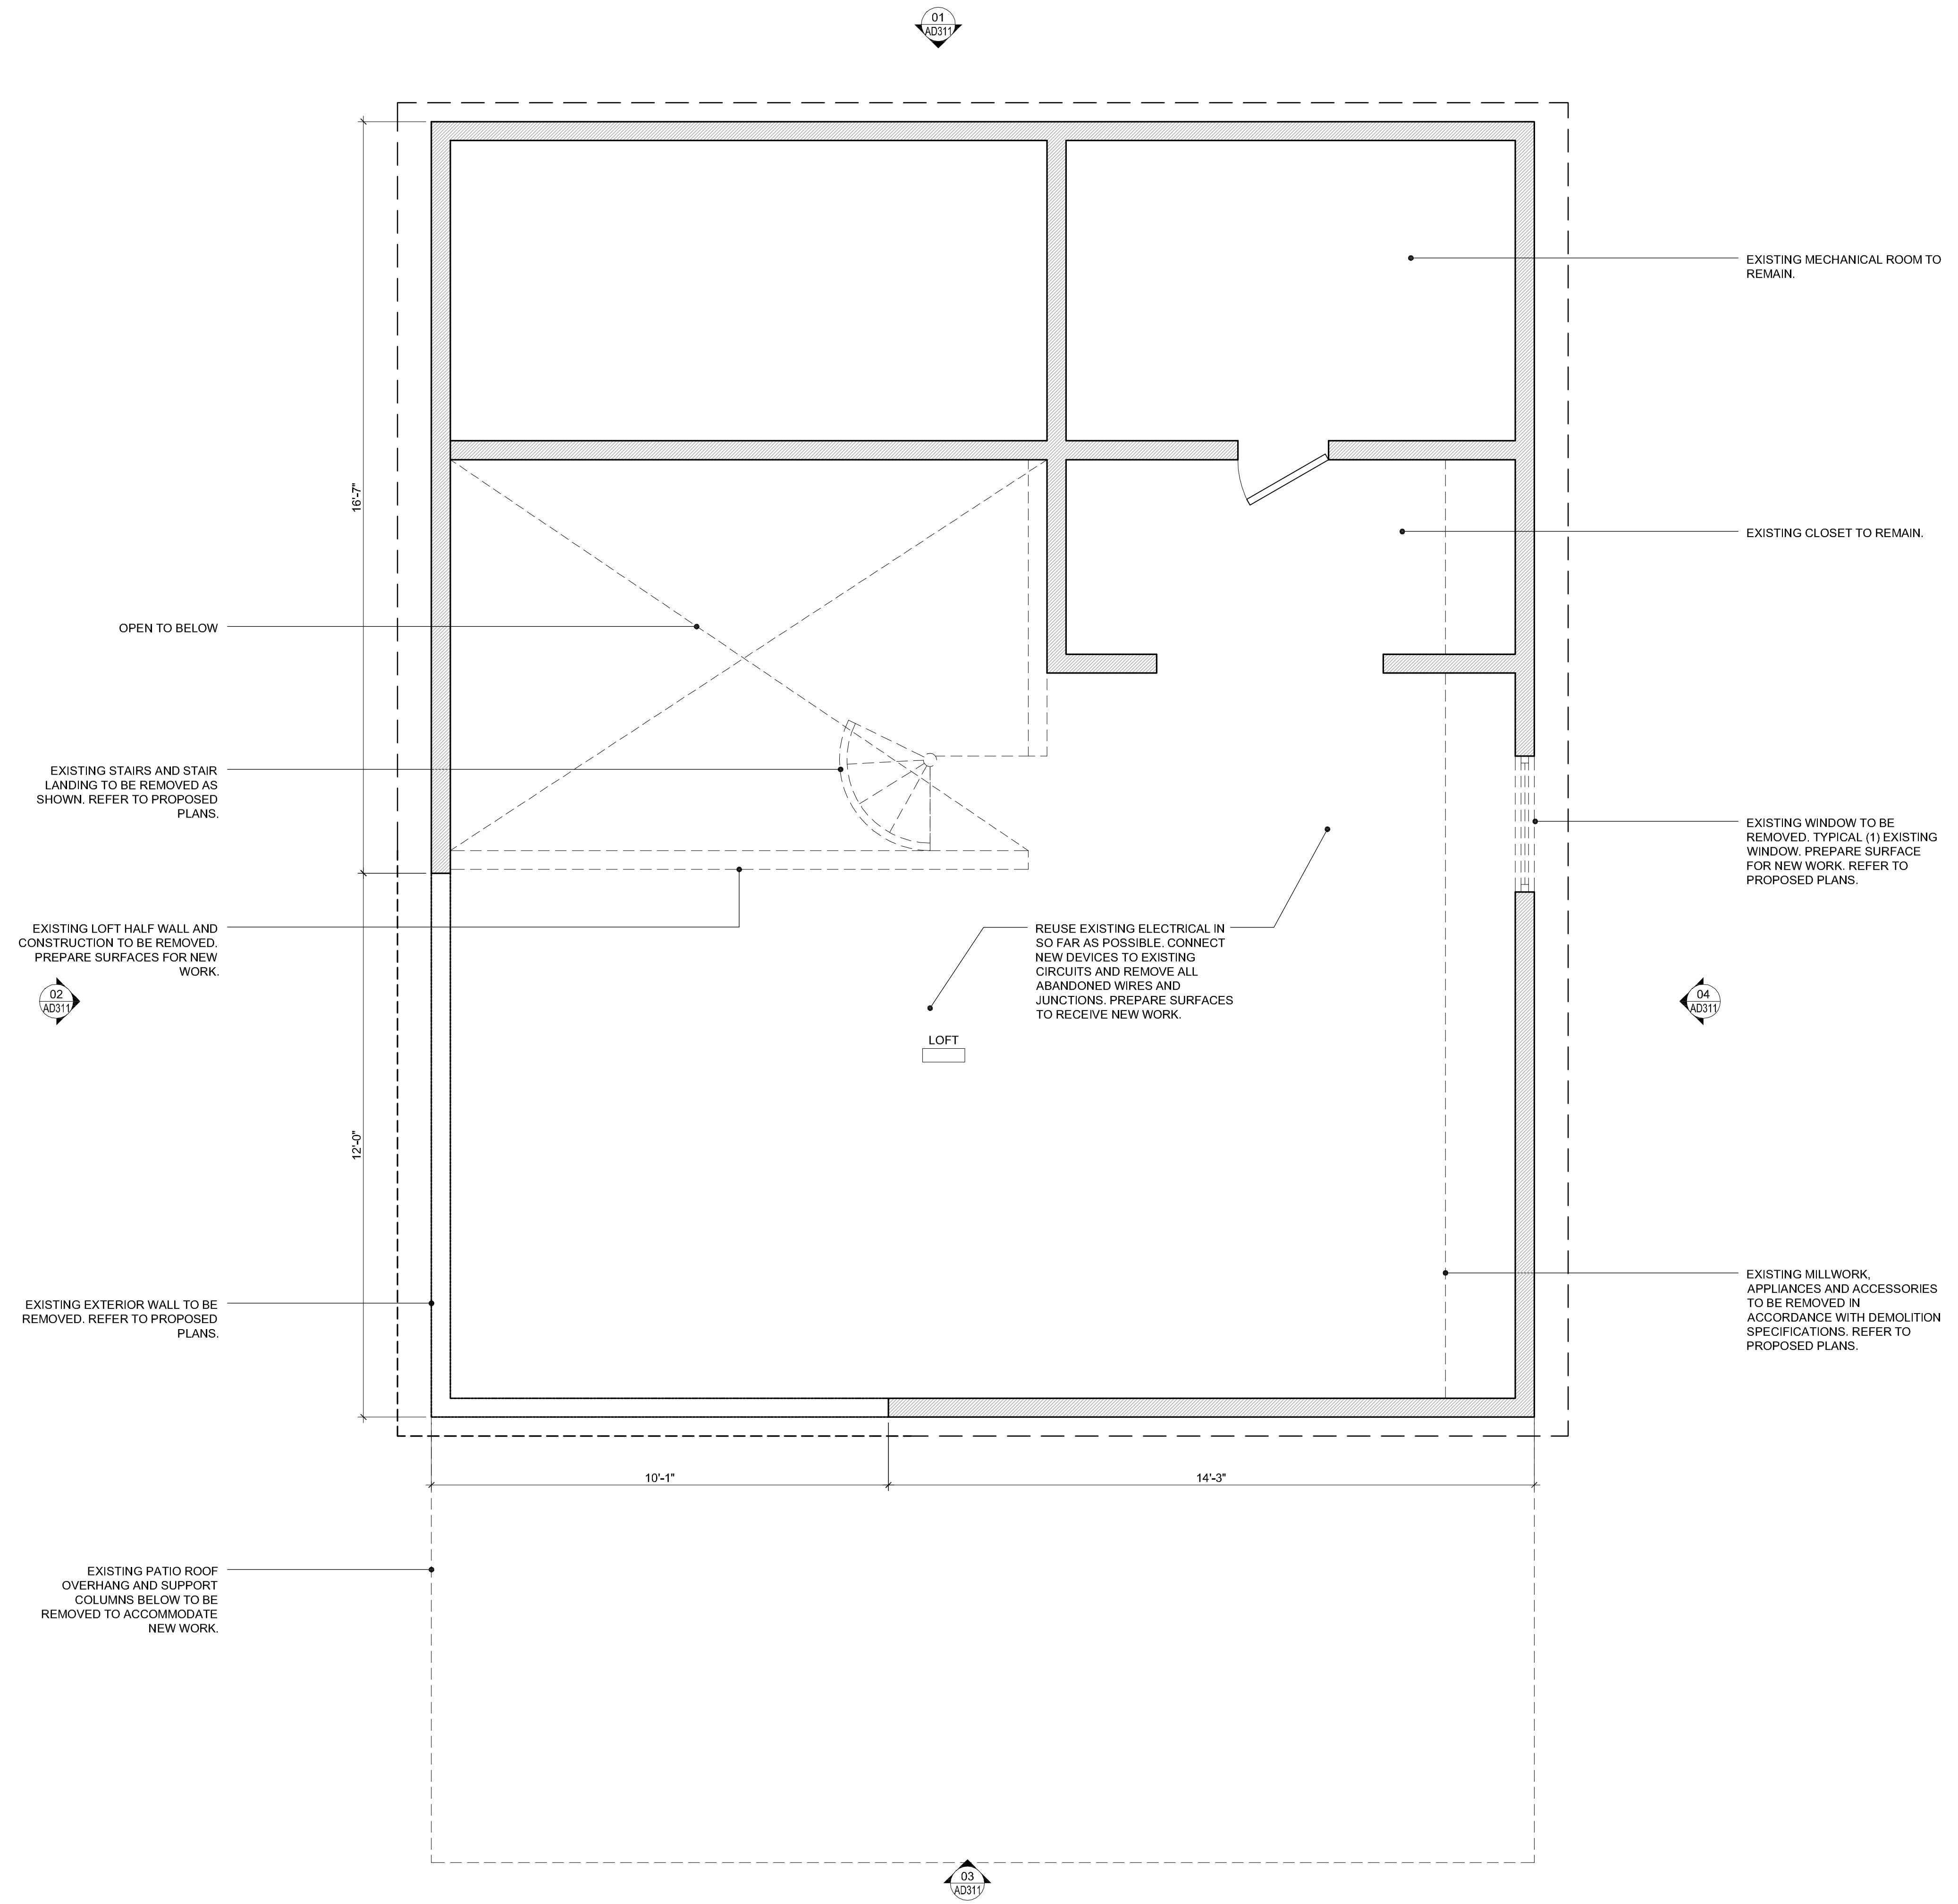 01
AD311
EXISTING MECHANICAL ROOM TO
REMAIN.
16'-7"
EXISTING CLOSET TO REMAIN.
OPEN TO BELOW
EXISTING STAIRS AND STAIR
LANDING TO BE REMOVED AS
SHOWN. REFER TO PROPOSED
PLANS.
EXISTING WINDOW TO BE
REMOVED. TYPICAL (1) EXISTING
WINDOW. PREPARE SURFACE
FOR NEW WORK. REFER TO
PROPOSED PLANS.
EXISTING LOFT HALF WALL AND
CONSTRUCTION TO BE REMOVED.
PREPARE SURFACES FOR NEW
WORK.
REUSE EXISTING ELECTRICAL IN
SO FAR AS POSSIBLE. CONNECT
NEW DEVICES TO EXISTING
CIRCUITS AND REMOVE ALL
ABANDONED WIRES AND
JUNCTIONS. PREPARE SURFACES
TO RECEIVE NEW WORK.
02
AD311
04
AD311
LOFT
12'-0"
EXISTING EXTERIOR WALL TO BE
REMOVED. REFER TO PROPOSED
PLANS.
EXISTING MILLWORK,
APPLIANCES AND ACCESSORIES
TO BE REMOVED IN
ACCORDANCE WITH DEMOLITION
SPECIFICATIONS. REFER TO
PROPOSED PLANS.
10'-1"
14'-3"
EXISTING PATIO ROOF
OVERHANG AND SUPPORT
COLUMNS BELOW TO BE
REMOVED TO ACCOMMODATE
NEW WORK.
03
AD311